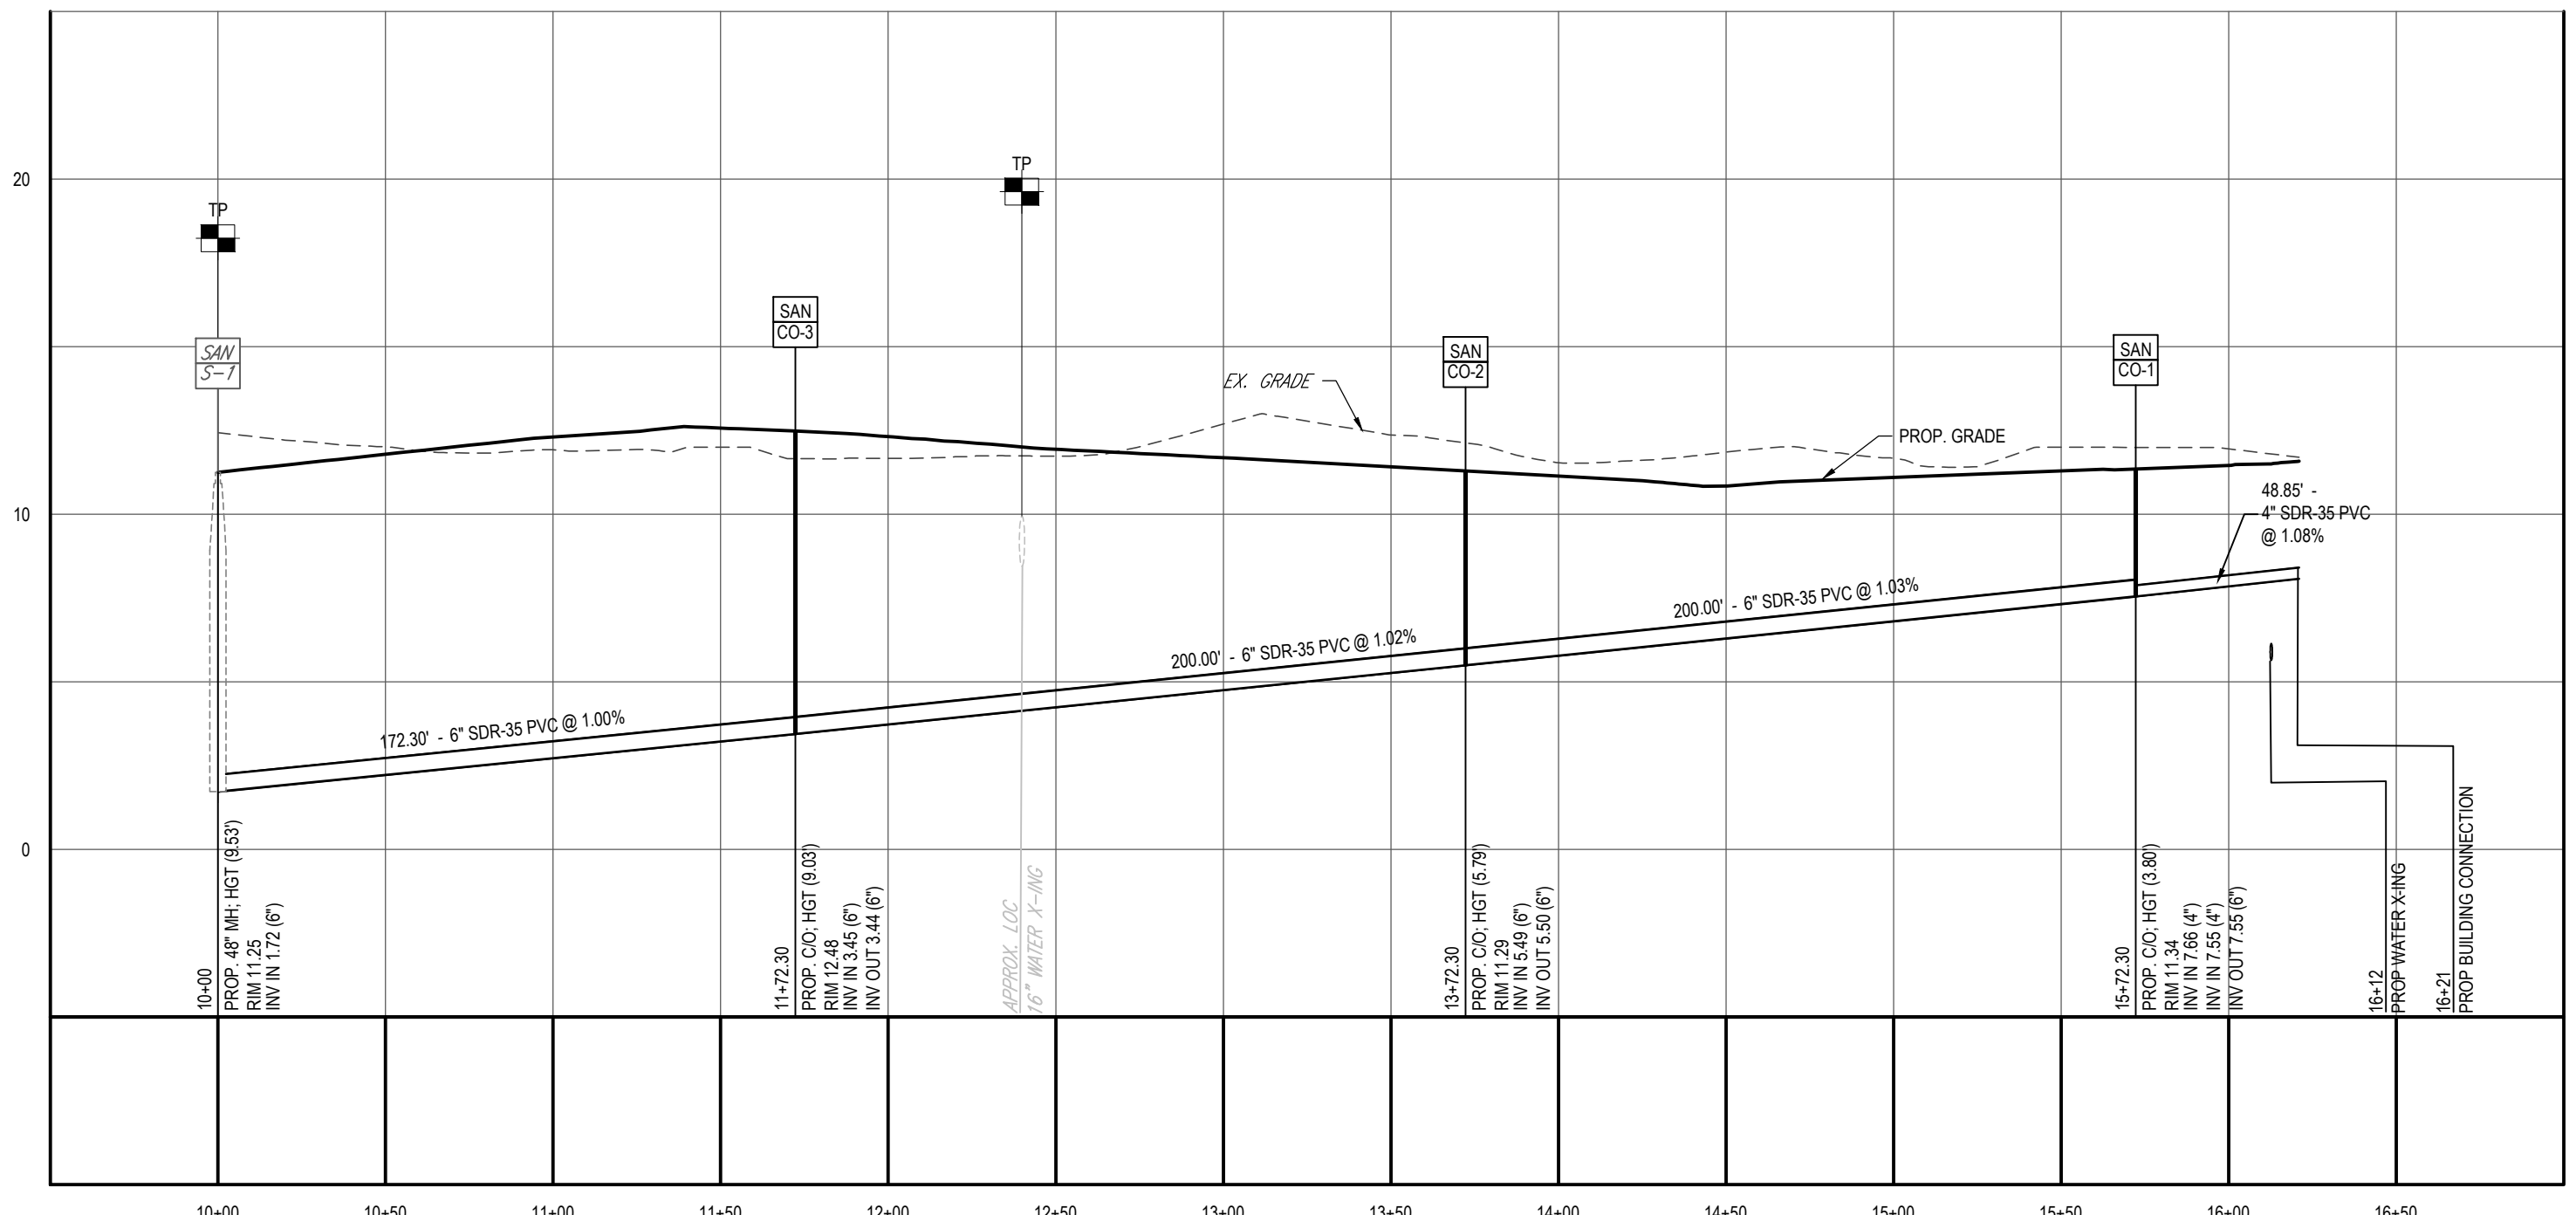 20
10
0
TP
TP
SAN
S-1
SAN
CO-3
SAN
CO-2
SAN
CO-1
EX. GRADE
PROP. GRADE
48.85' -
4" SDR-35 PVC
@ 1.08%
200.00' - 6" SDR-35 PVC @ 1.03%
200.00' - 6" SDR-35 PVC @ 1.02%
172.30' - 6" SDR-35 PVC @ 1.00%
10+00
PROP. 48" MH; HGT (9.53')
RIM 11.25
INV IN 1.72 (6")
11+72.30
PROP. C/O; HGT (9.03')
RIM 12.48
INV IN 3.45 (6")
INV OUT 3.44 (6")
APPROX. LOC
16" WATER X-ING
13+72.30
PROP. C/O; HGT (5.79')
RIM 11.29
INV IN 5.49 (6")
INV OUT 5.50 (6")
15+72.30
PROP. C/O; HGT (3.80')
RIM 11.34
INV IN 7.66 (4")
INV IN 7.55 (4")
INV OUT 7.55 (6")
16+12
PROP WATER X-ING
16+21
PROP BUILDING CONNECTION
10+00
10+50
11+00
11+50
12+00
12+50
13+00
13+50
14+00
14+50
15+00
15+50
16+00
16+50